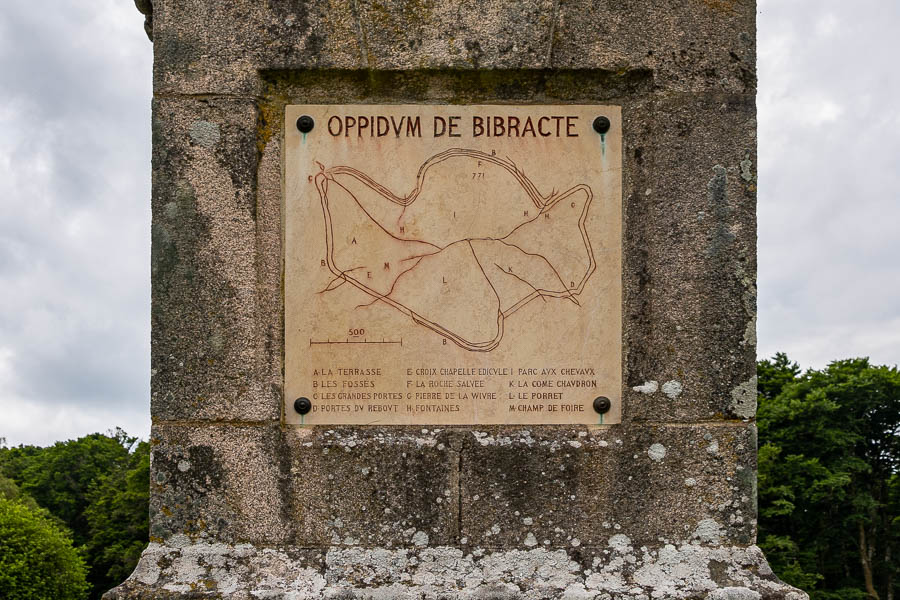 OPPIDVM DE BIBRACTE
B
F
771
C
C
I
H
H
H
A
B
E
M
K
L
D
B
500
A LA TERRASSE
B LES FOSSÉS
C LES GRANDES PORTES
D PORTES DV REBOVT
E CROIX CHAPELLE EDICVLE
F LA ROCHE SALVÉE
G PIERRE DE LA WIVRE
H FONTAINES
I PARC AVX CHEVAVX
K LA COME CHAVDRON
L LE PORRET
M CHAMP DE FOIRE